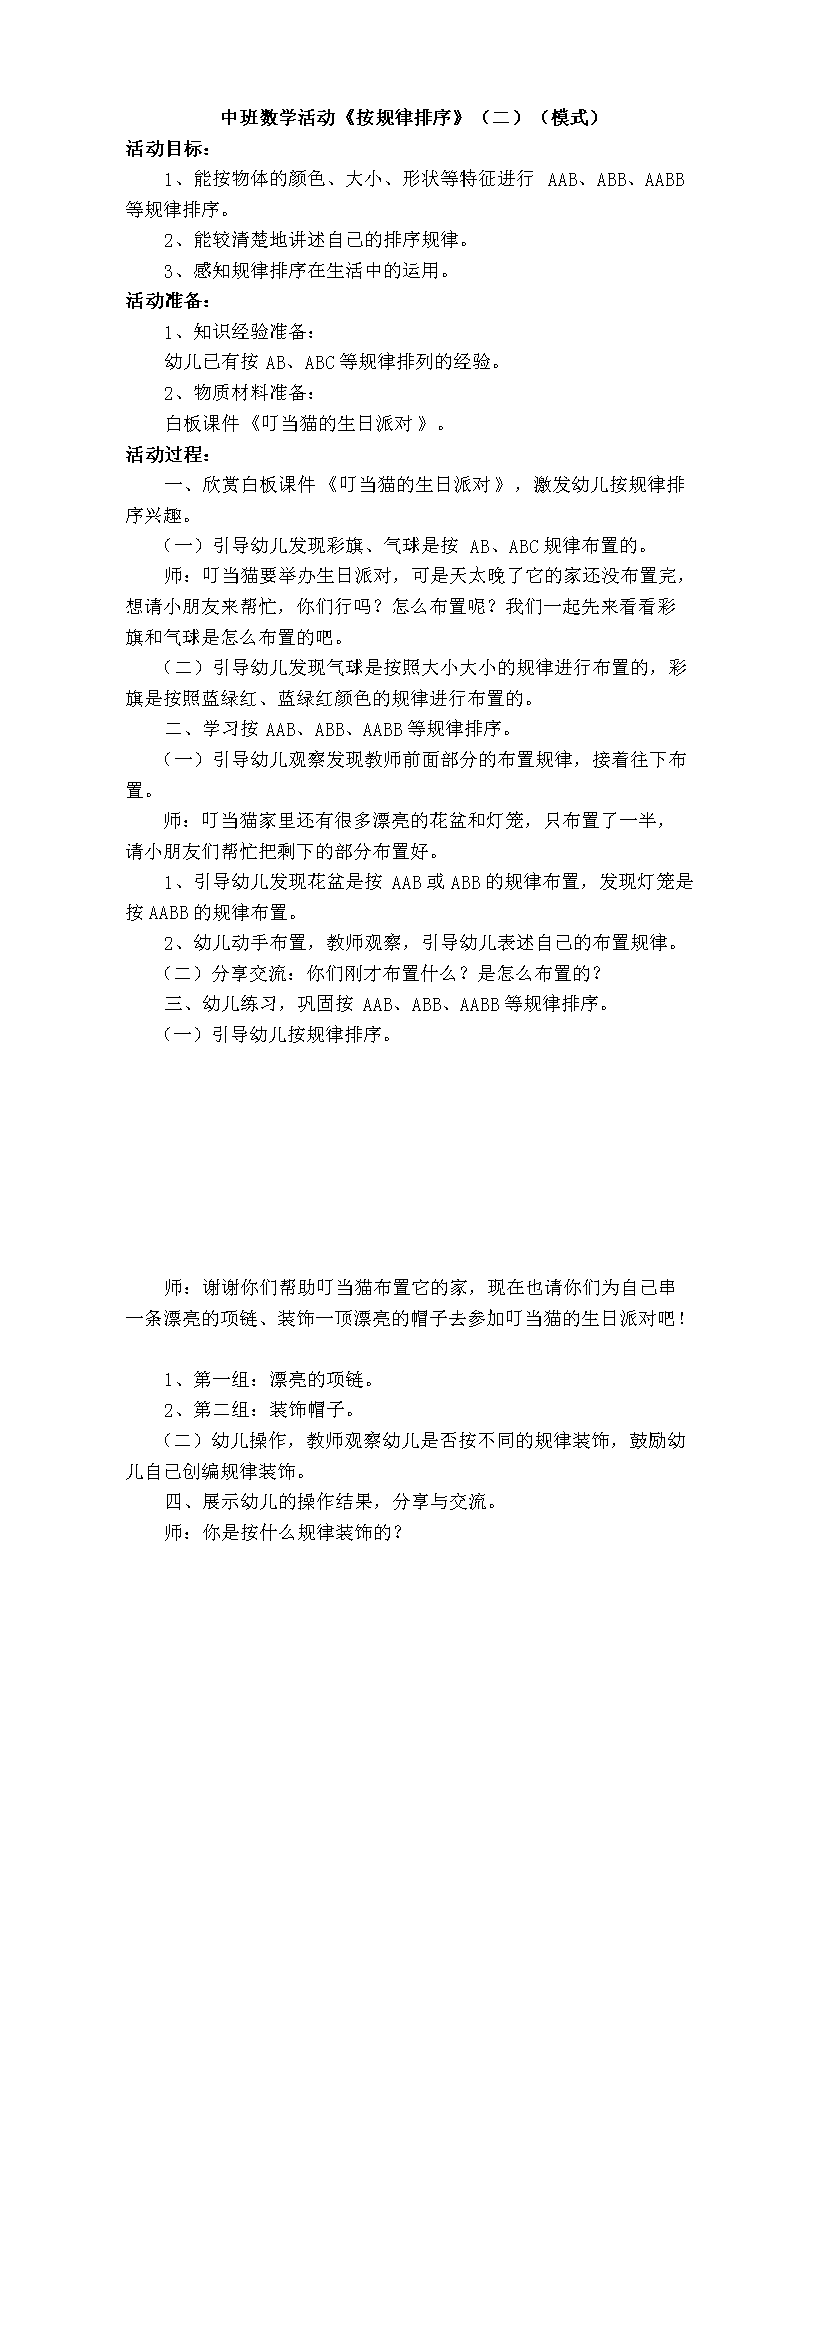 中班数学活动《按规律排序》（二）（模式）
活动目标：
1、能按物体的颜色、大小、形状等特征进行 AAB、ABB、AABB
等规律排序。
2、能较清楚地讲述自己的排序规律。
3、感知规律排序在生活中的运用。
活动准备：
1、知识经验准备：
幼儿已有按 AB、ABC等规律排列的经验。
2、物质材料准备：
白板课件《叮当猫的生日派对》。
活动过程：
一、欣赏白板课件《叮当猫的生日派对》，激发幼儿按规律排
序兴趣。
（一）引导幼儿发现彩旗、气球是按 AB、ABC规律布置的。
师：叮当猫要举办生日派对，可是天太晚了它的家还没布置完，
想请小朋友来帮忙，你们行吗？怎么布置呢？我们一起先来看看彩
旗和气球是怎么布置的吧。
（二）引导幼儿发现气球是按照大小大小的规律进行布置的，彩
旗是按照蓝绿红、蓝绿红颜色的规律进行布置的。
二、学习按 AAB、ABB、AABB等规律排序。
（一）引导幼儿观察发现教师前面部分的布置规律，接着往下布
置。
师：叮当猫家里还有很多漂亮的花盆和灯笼，只布置了一半，
请小朋友们帮忙把剩下的部分布置好。
1、引导幼儿发现花盆是按 AAB或ABB的规律布置，发现灯笼是
按AABB的规律布置。
2、幼儿动手布置，教师观察，引导幼儿表述自己的布置规律。
（二）分享交流：你们刚才布置什么？是怎么布置的？
三、幼儿练习，巩固按 AAB、ABB、AABB等规律排序。
（一）引导幼儿按规律排序。
师：谢谢你们帮助叮当猫布置它的家，现在也请你们为自己串
一条漂亮的项链、装饰一顶漂亮的帽子去参加叮当猫的生日派对吧！
1、第一组：漂亮的项链。
2、第二组：装饰帽子。
（二）幼儿操作，教师观察幼儿是否按不同的规律装饰，鼓励幼
儿自己创编规律装饰。
四、展示幼儿的操作结果，分享与交流。
师：你是按什么规律装饰的？